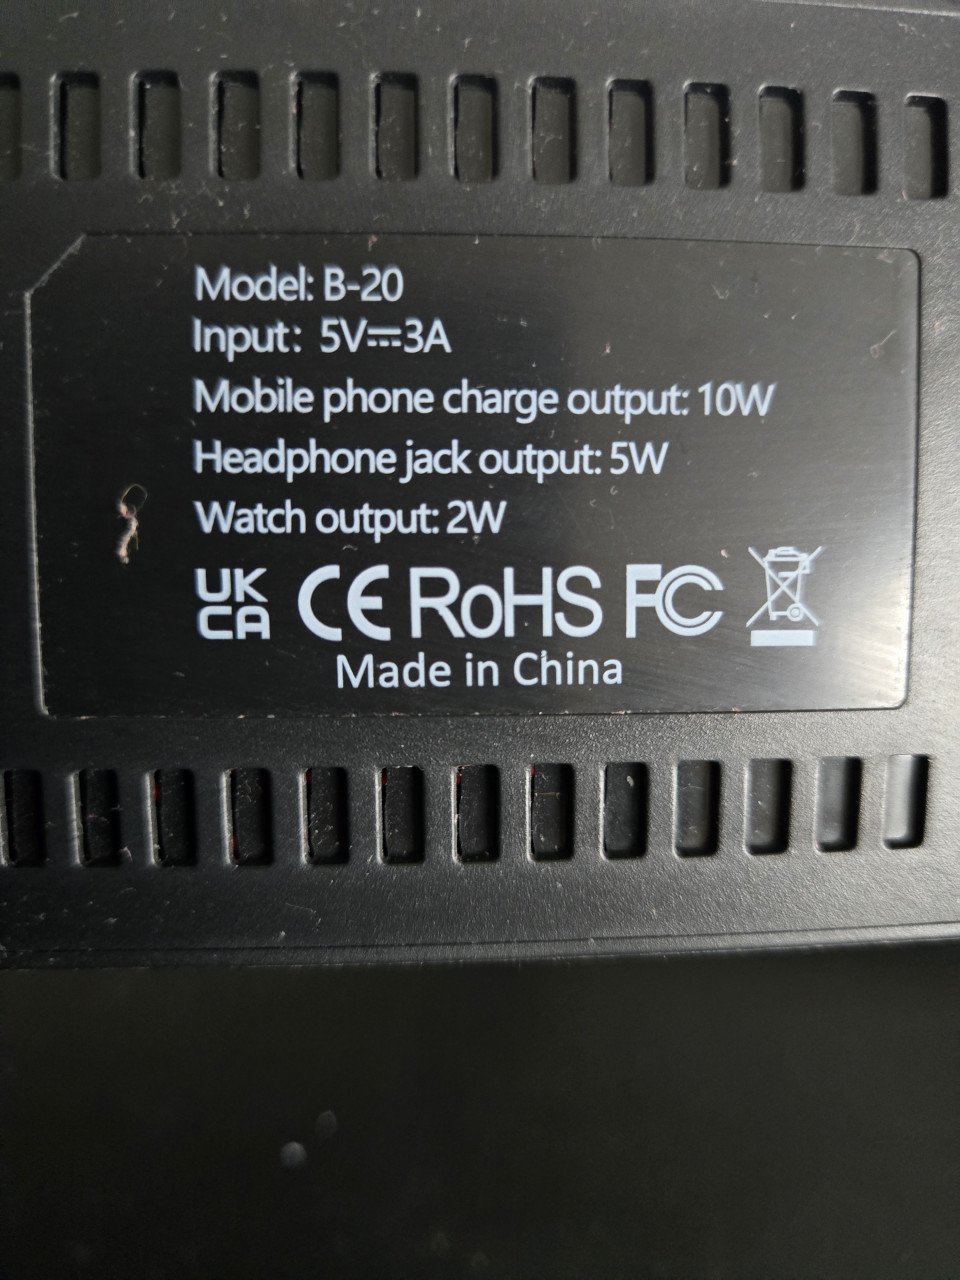 Model: B-20
Input: 5V⎓3A
Mobile phone charge output: 10W
Headphone jack output: 5W
Watch output: 2W
UK CA CE RoHS FC
Made in China